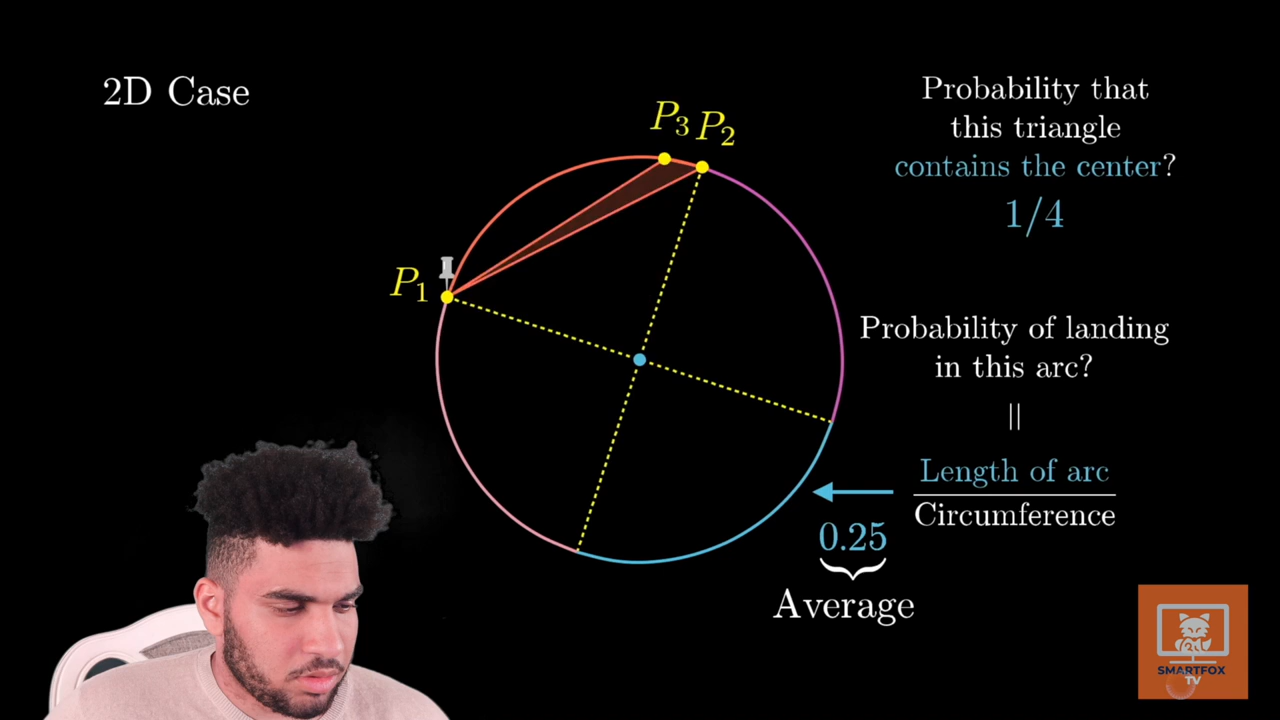 2D Case
P₃ P₂
P₁
Probability that
this triangle
contains the center?
1/4
Probability of landing
in this arc?
||
Length of arc
Circumference
0.25
Average
SMARTFOX
TV